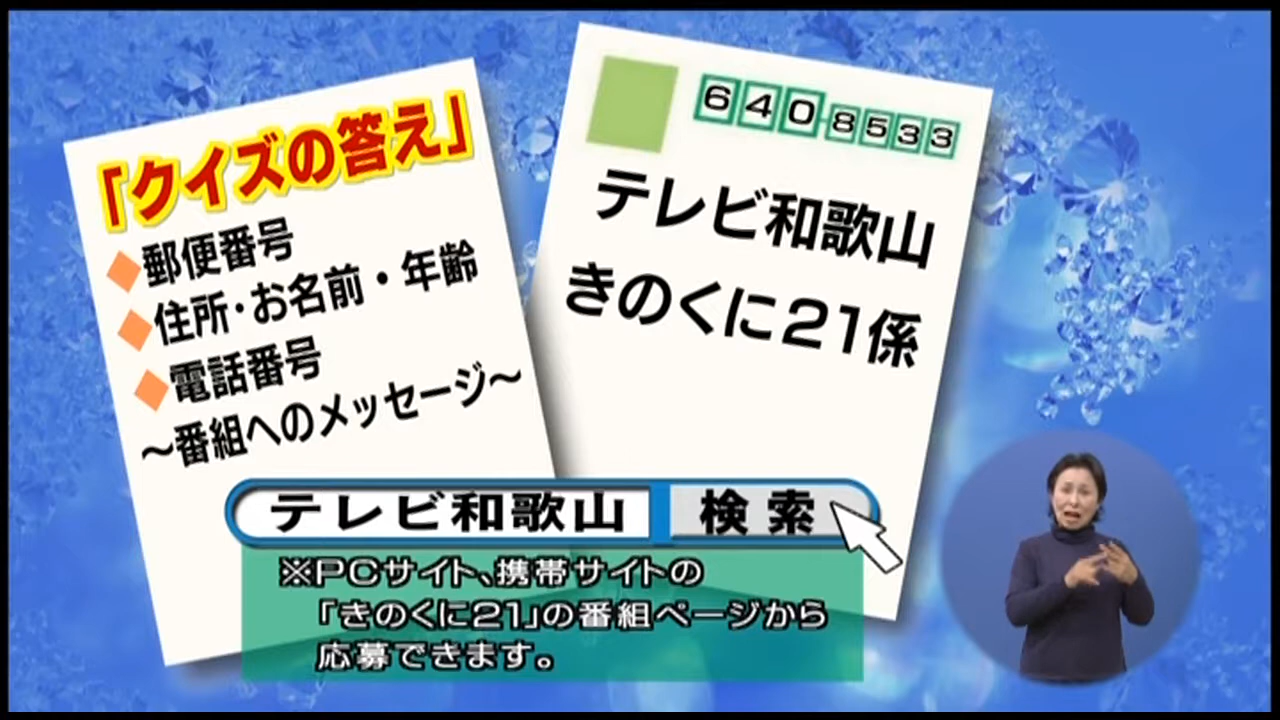 「クイズの答え」
◆郵便番号
◆住所・お名前・年齢
◆電話番号
～番組へのメッセージ～
640-8533
テレビ和歌山
きのくに21係
テレビ和歌山 検索
※PCサイト、携帯サイトの
「きのくに21」の番組ページから
応募できます。